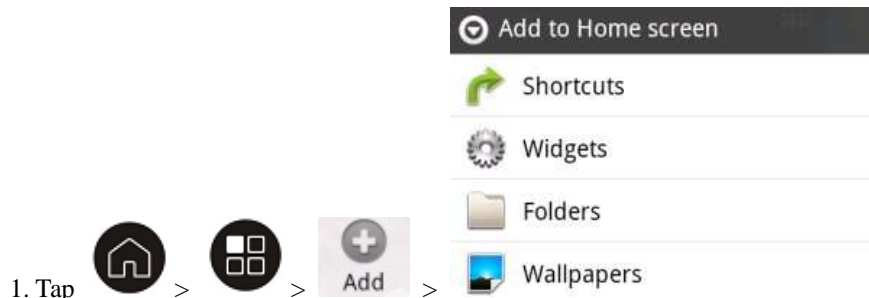 Add to Home screen
Shortcuts
Widgets
Folders
Wallpapers
1. Tap > > Add >